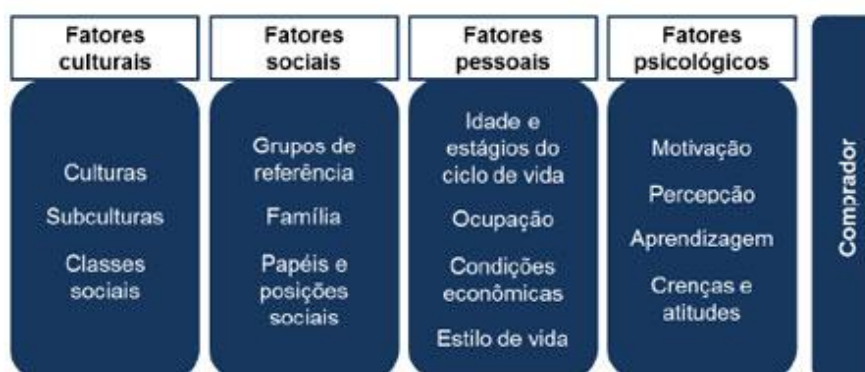 Fatores
culturais
Culturas
Subculturas
Classes
sociais
Fatores
sociais
Grupos de
referência
Família
Papéis e
posições
sociais
Fatores
pessoais
Idade e
estágios do
ciclo de vida
Ocupação
Condições
econômicas
Estilo de vida
Fatores
psicológicos
Motivação
Percepção
Aprendizagem
Crenças e
atitudes
Comprador